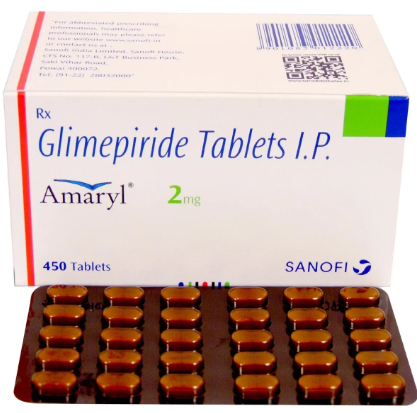 "For abbreviated prescribing
information, healthcare
professionals may please refer
to our website www.sanofi.in
or contact us at :
Sanofi India Limited, Sanofi House,
CTS No. 117-B, L&T Business Park,
Saki Vihar Road,
Powai 400072.
Tel: (91-22) 28032000"
Rx
Glimepiride Tablets I.P.
Amaryl®
2mg
450 Tablets
SANOFI